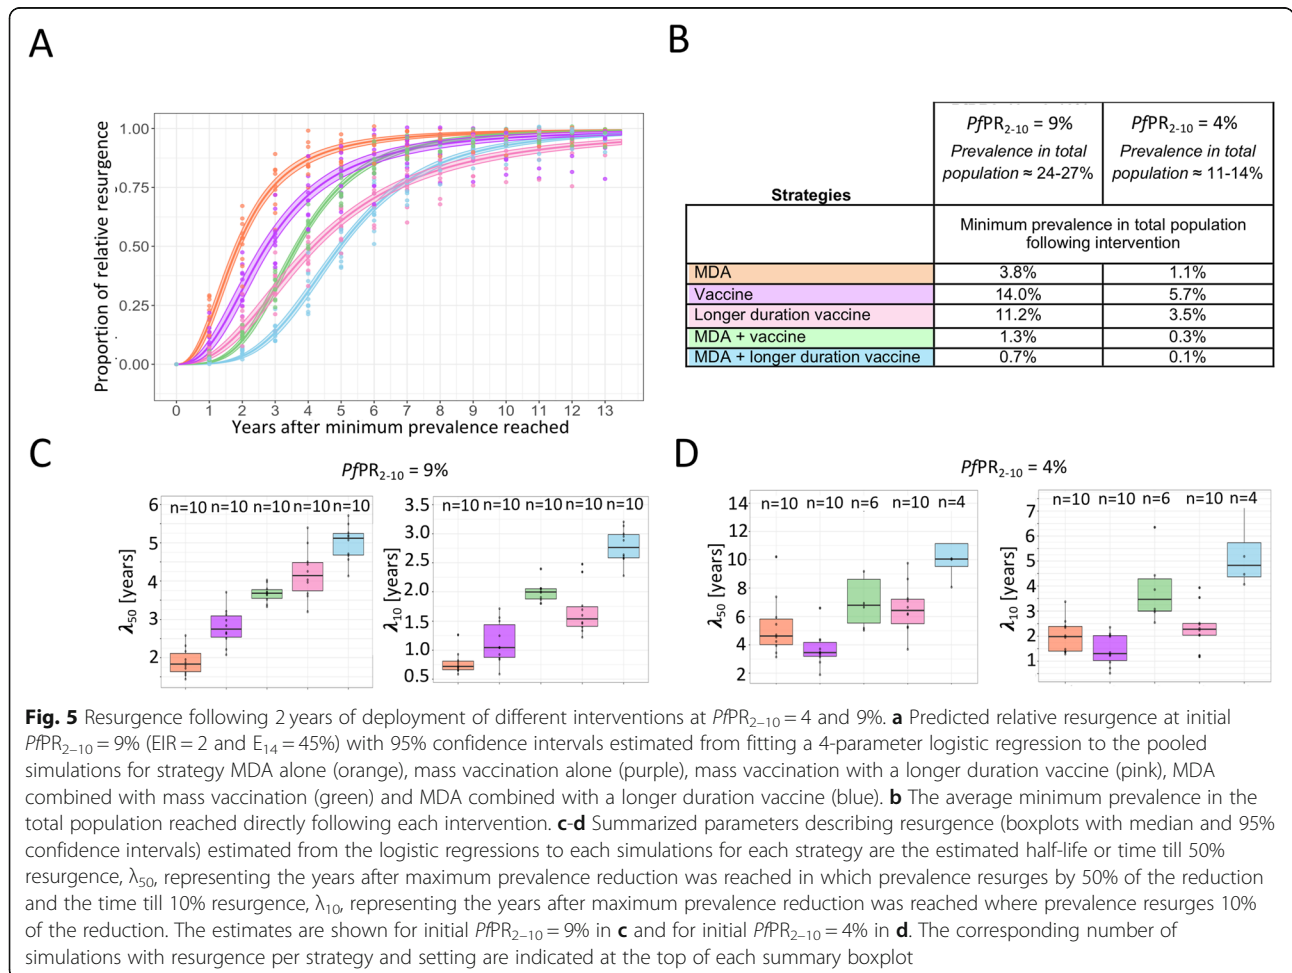 A
B
1.00
0.75
0.50
0.25
0.00
Proportion of relative resurgence
0 1 2 3 4 5 6 7 8 9 10 11 12 13
Years after minimum prevalence reached
PfPR2-10 = 9% PfPR2-10 = 4%
Prevalence in total Prevalence in total
population ≈ 24-27% population ≈ 11-14%
Strategies
Minimum prevalence in total population
following intervention
MDA 3.8% 1.1%
Vaccine 14.0% 5.7%
Longer duration vaccine 11.2% 3.5%
MDA + vaccine 1.3% 0.3%
MDA + longer duration vaccine 0.7% 0.1%
C
PfPR2-10 = 9%
n=10 n=10 n=10 n=10 n=10
6
5
4
3
2
λ50 [years]
n=10 n=10 n=10 n=10 n=10
3.5
3.0
2.5
2.0
1.5
1.0
0.5
λ10 [years]
D
PfPR2-10 = 4%
n=10 n=10 n=6 n=10 n=4
14
12
10
8
6
4
2
λ50 [years]
n=10 n=10 n=6 n=10 n=4
7
6
5
4
3
2
1
λ10 [years]
Fig. 5 Resurgence following 2 years of deployment of different interventions at PfPR2–10 = 4 and 9%. a Predicted relative resurgence at initial
PfPR2–10 = 9% (EIR = 2 and E14 = 45%) with 95% confidence intervals estimated from fitting a 4-parameter logistic regression to the pooled
simulations for strategy MDA alone (orange), mass vaccination alone (purple), mass vaccination with a longer duration vaccine (pink), MDA
combined with mass vaccination (green) and MDA combined with a longer duration vaccine (blue). b The average minimum prevalence in the
total population reached directly following each intervention. c-d Summarized parameters describing resurgence (boxplots with median and 95%
confidence intervals) estimated from the logistic regressions to each simulations for each strategy are the estimated half-life or time till 50%
resurgence, λ50, representing the years after maximum prevalence reduction was reached in which prevalence resurges by 50% of the reduction
and the time till 10% resurgence, λ10, representing the years after maximum prevalence reduction was reached where prevalence resurges 10%
of the reduction. The estimates are shown for initial PfPR2–10 = 9% in c and for initial PfPR2–10 = 4% in d. The corresponding number of
simulations with resurgence per strategy and setting are indicated at the top of each summary boxplot